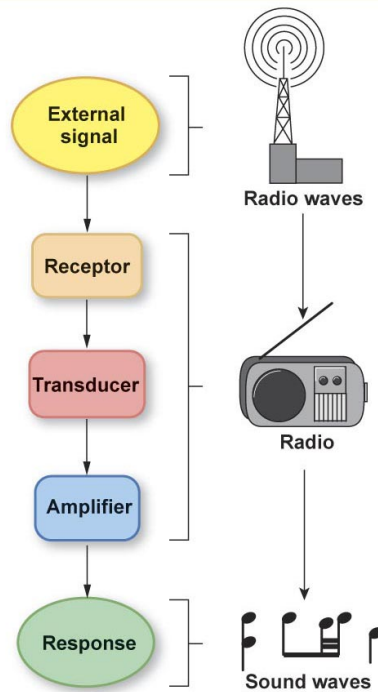 External
signal
Radio waves
Receptor
Transducer
Radio
Amplifier
Response
Sound waves